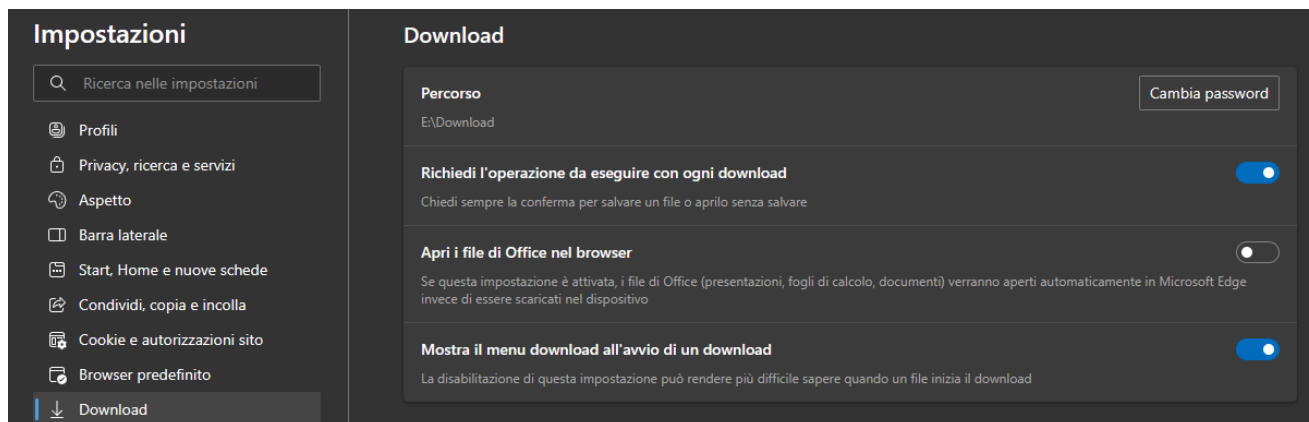 Impostazioni
Ricerca nelle impostazioni
Profili
Privacy, ricerca e servizi
Aspetto
Barra laterale
Start, Home e nuove schede
Condividi, copia e incolla
Cookie e autorizzazioni sito
Browser predefinito
Download
Download
Percorso
Cambia password
E:\Download
Richiedi l'operazione da eseguire con ogni download
Chiedi sempre la conferma per salvare un file o aprilo senza salvare
Apri i file di Office nel browser
Se questa impostazione è attivata, i file di Office (presentazioni, fogli di calcolo, documenti) verranno aperti automaticamente in Microsoft Edge
invece di essere scaricati nel dispositivo
Mostra il menu download all'avvio di un download
La disabilitazione di questa impostazione può rendere più difficile sapere quando un file inizia il download